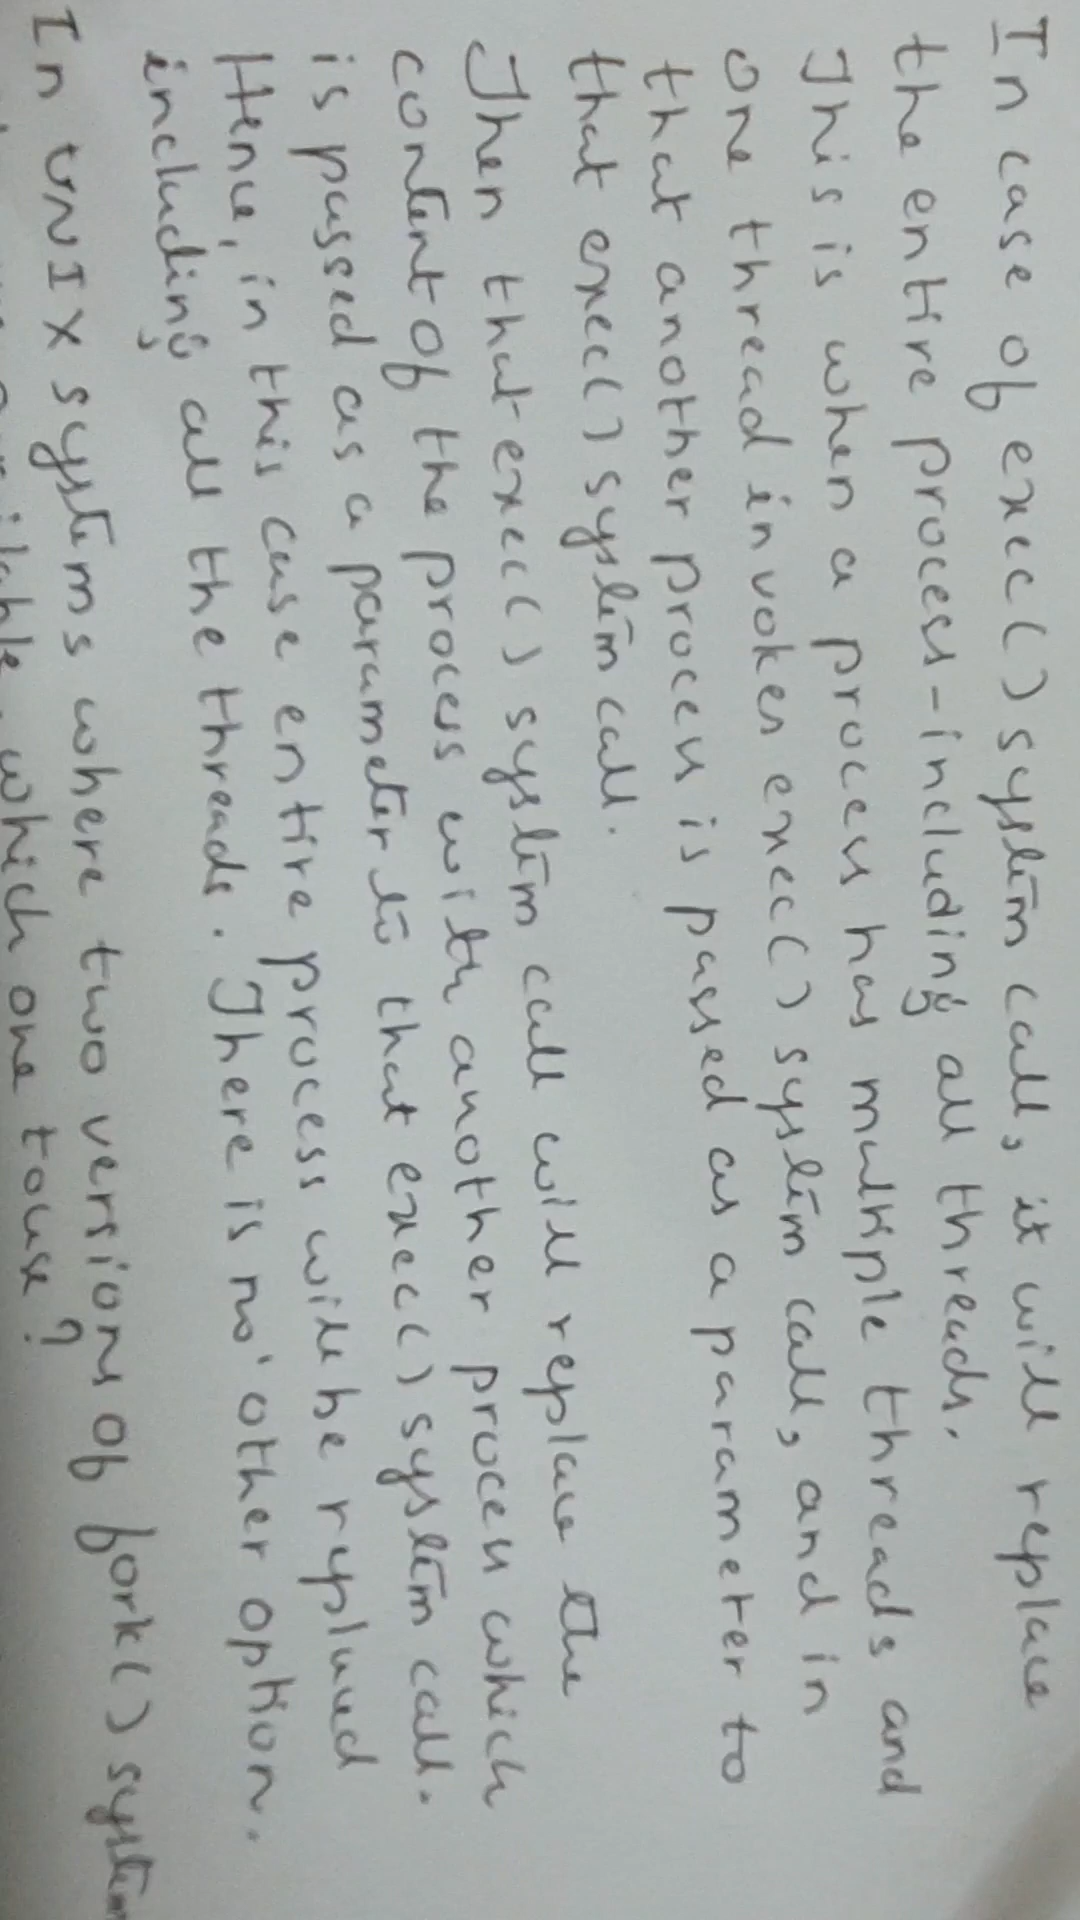 In case of exec() system call, it will replace
the entire process - including all threads.
This is when a process has multiple threads and
one thread invokes exec() system call, and in
that another process is passed as a parameter to
that exec() system call.
Then that exec() system call will replace the
content of the process with another process which
is passed as a parameter to that exec() system call.
Hence, in this case entire process will be replaced
including all the threads. There is no other option.
In UNIX systems where two versions of fork() system
which one to use?